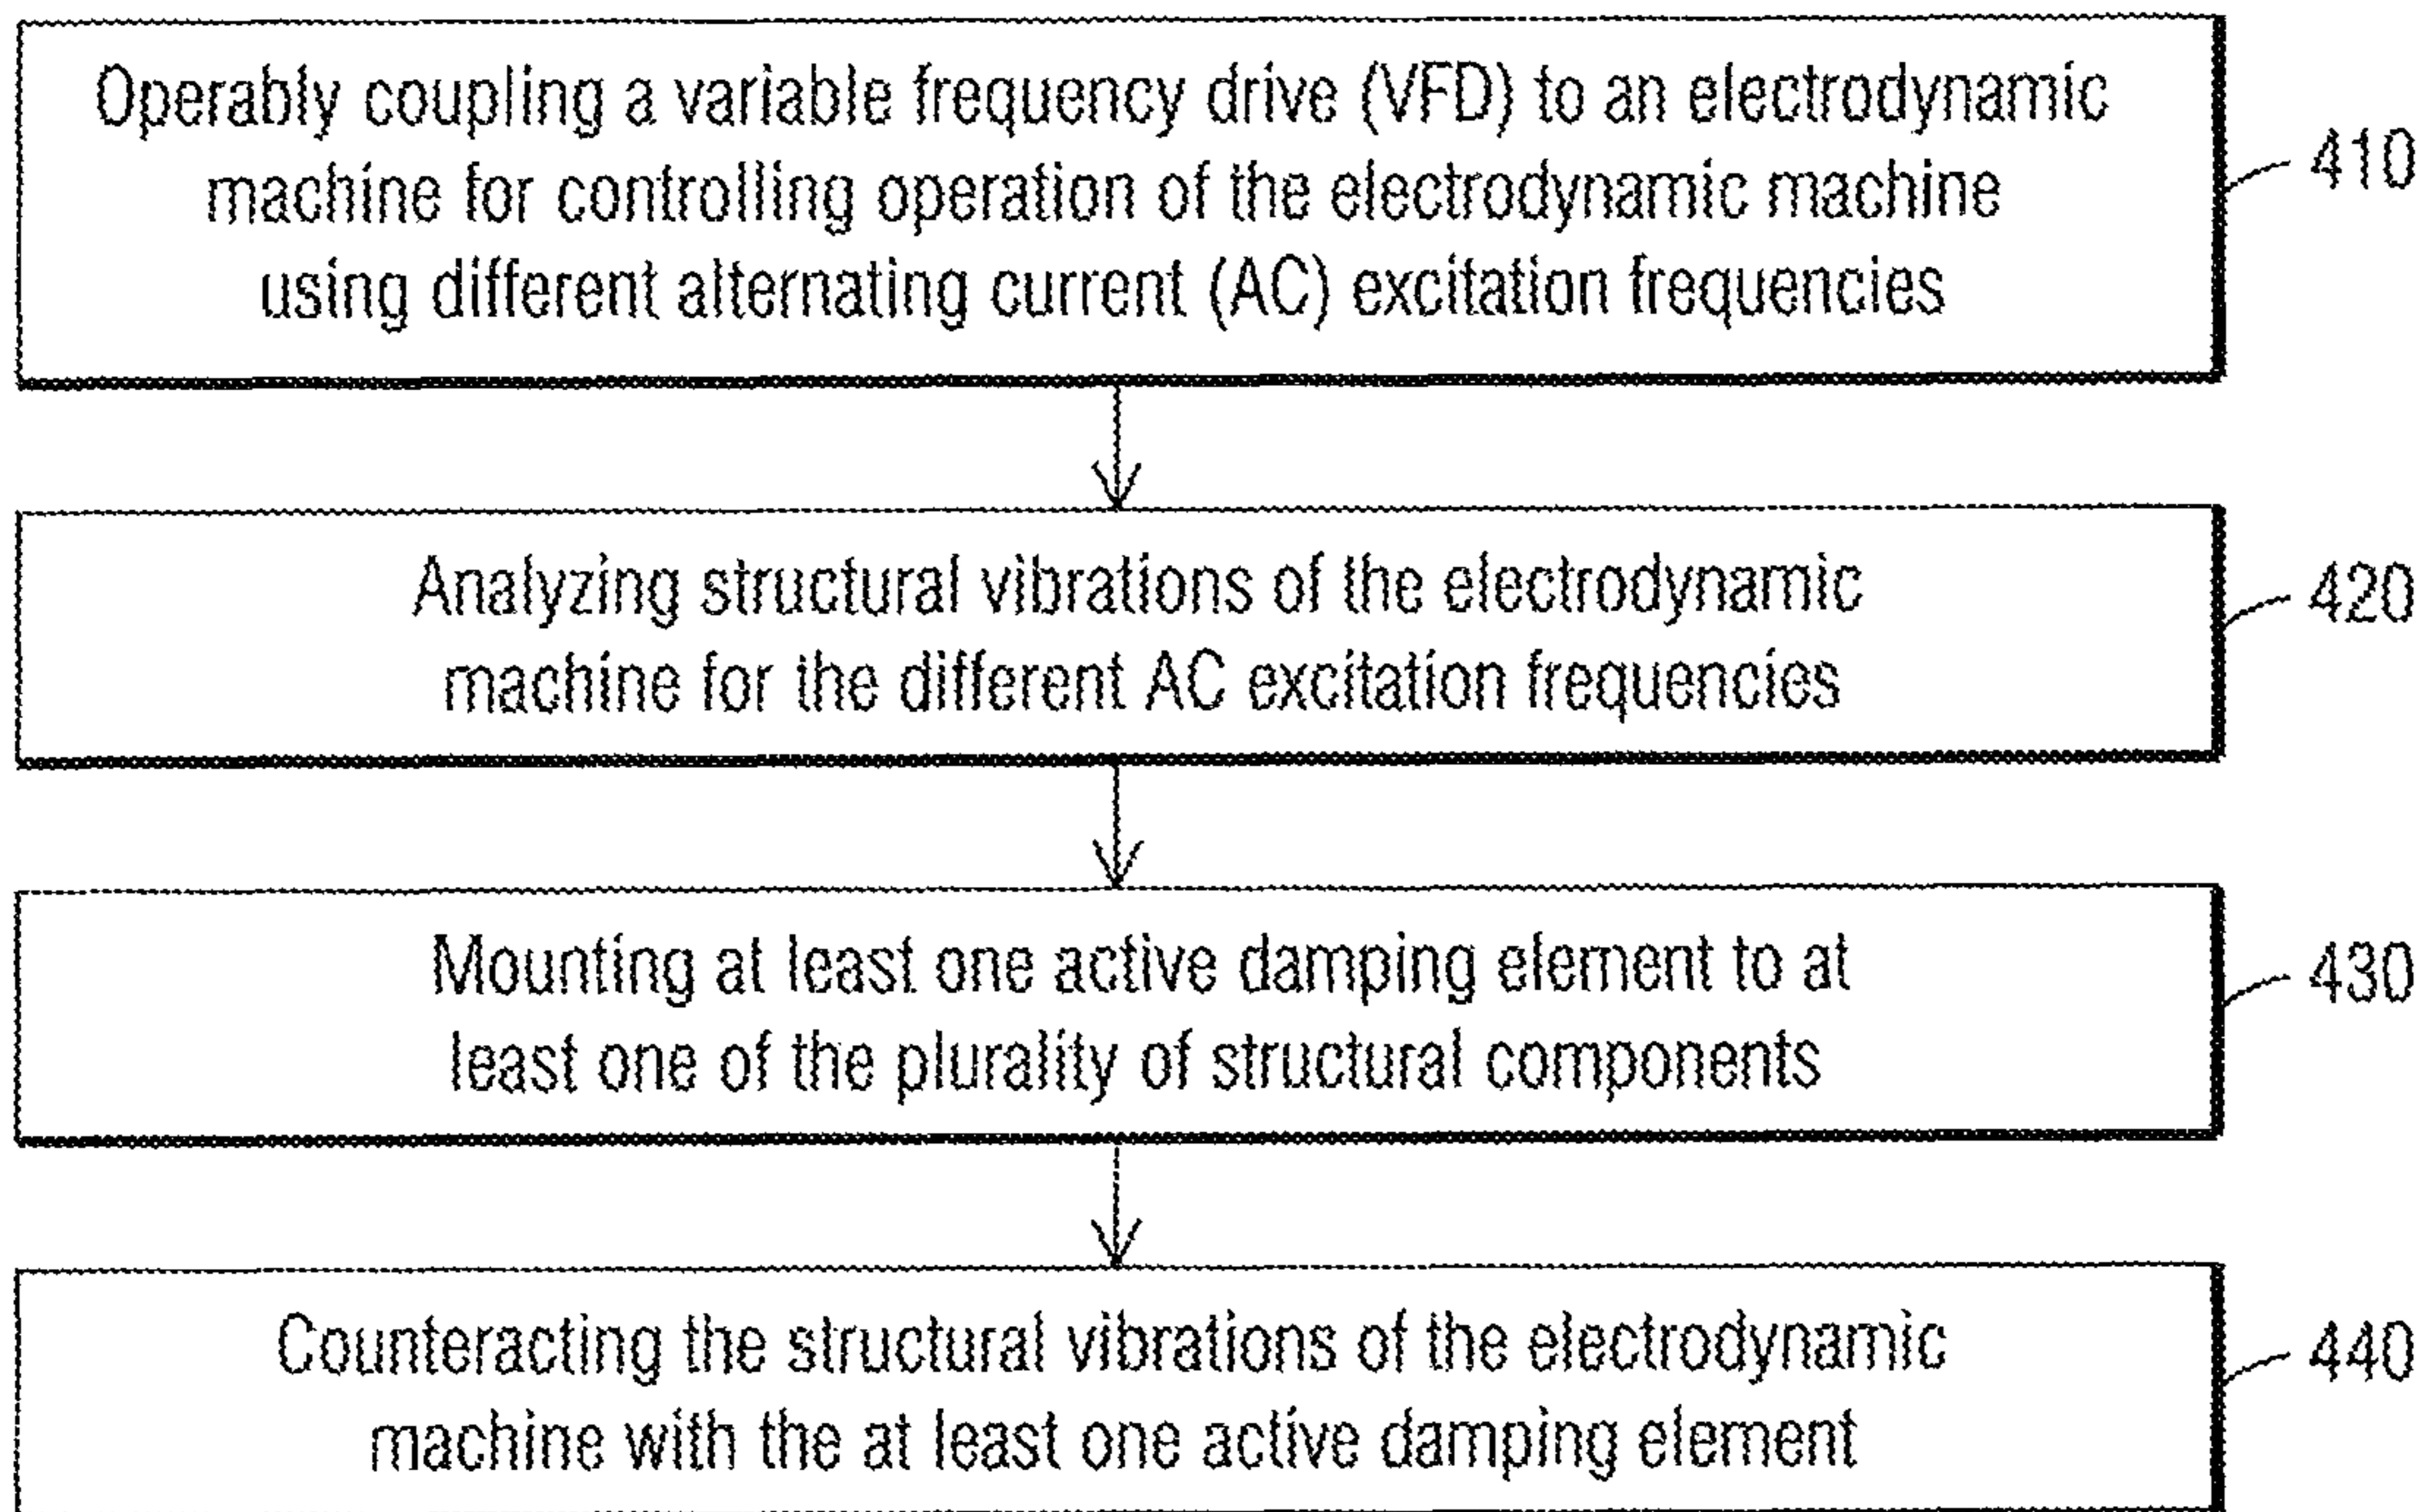 Operably coupling a variable frequency drive (VFD) to an electrodynamic
machine for controlling operation of the electrodynamic machine
using different alternating current (AC) excitation frequencies
410
Analyzing structural vibrations of the electrodynamic
machine for the different AC excitation frequencies
420
Mounting at least one active damping element to at
least one of the plurality of structural components
430
Counteracting the structural vibrations of the electrodynamic
machine with the at least one active damping element
440